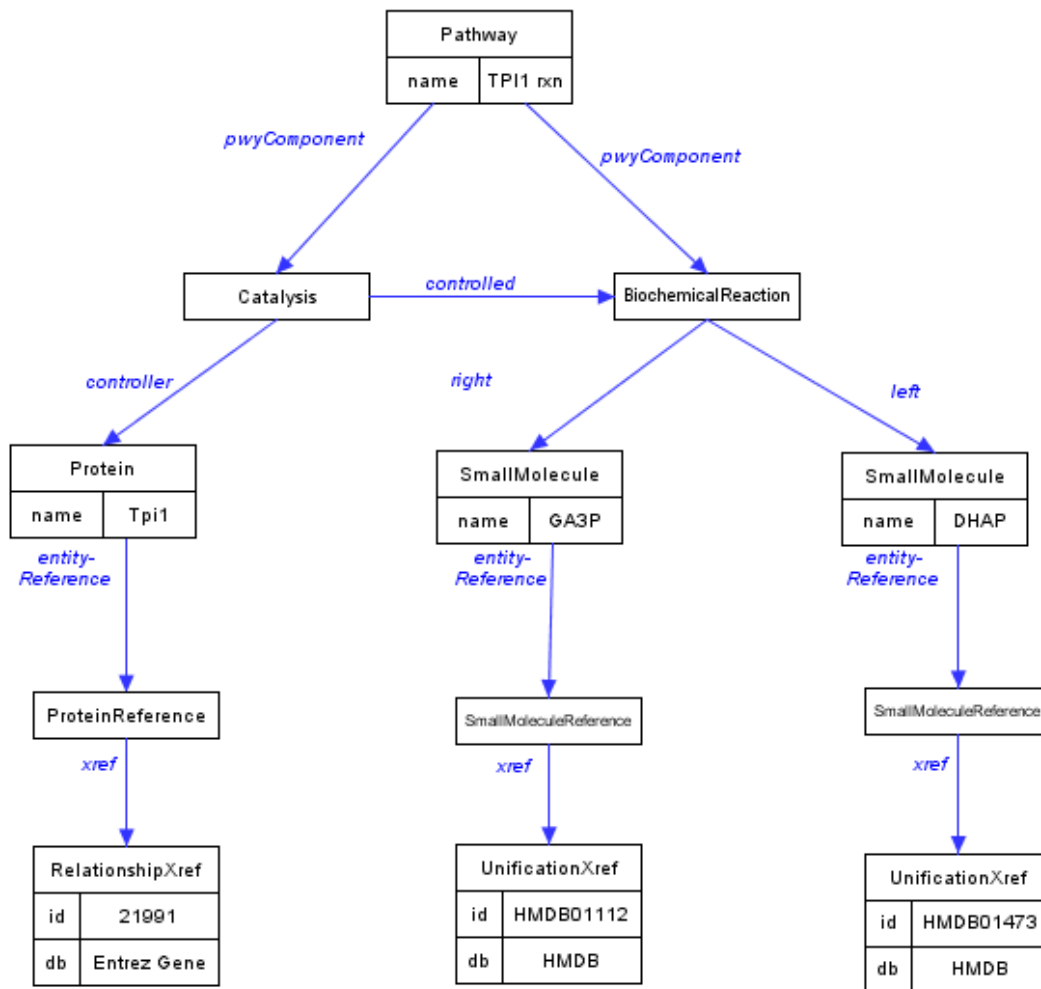 Pathway
name TPI1 rxn
pwyComponent
pwyComponent
Catalysis
controlled
BiochemicalReaction
controller
right
left
Protein
name Tpi1
SmallMolecule
name GA3P
SmallMolecule
name DHAP
entity-
Reference
entity-
Reference
entity-
Reference
ProteinReference
SmallMoleculeReference
SmallMoleculeReference
xref
xref
xref
RelationshipXref
id 21991
db Entrez Gene
UnificationXref
id HMDB01112
db HMDB
UnificationXref
id HMDB01473
db HMDB